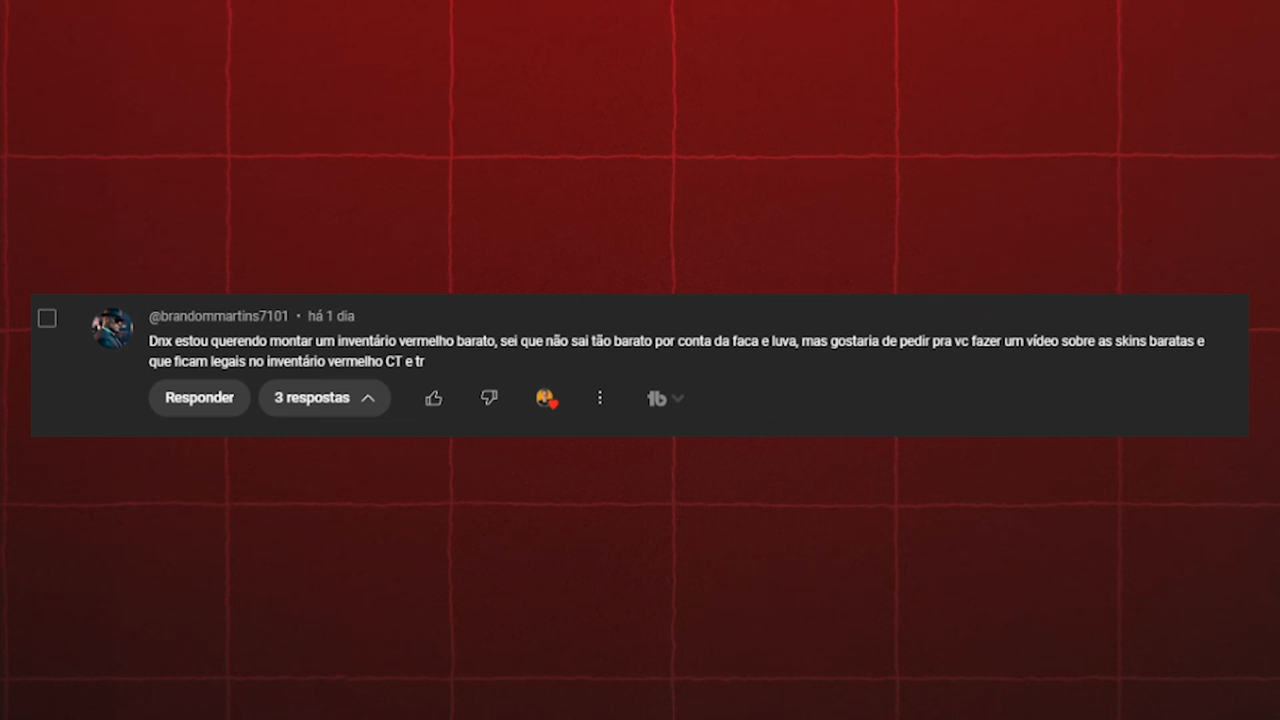 @brandommartins7101 • há 1 dia
Dnx estou querendo montar um inventário vermelho barato, sei que não sai tão barato por conta da faca e luva, mas gostaria de pedir pra vc fazer um vídeo sobre as skins baratas e
que ficam legais no inventário vermelho CT e tr
Responder 3 respostas